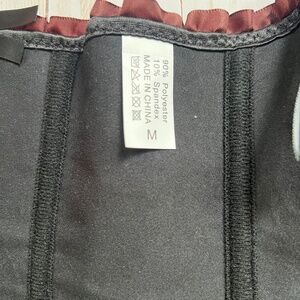 90% Polyester
10% Spandex
MADE IN CHINA
M